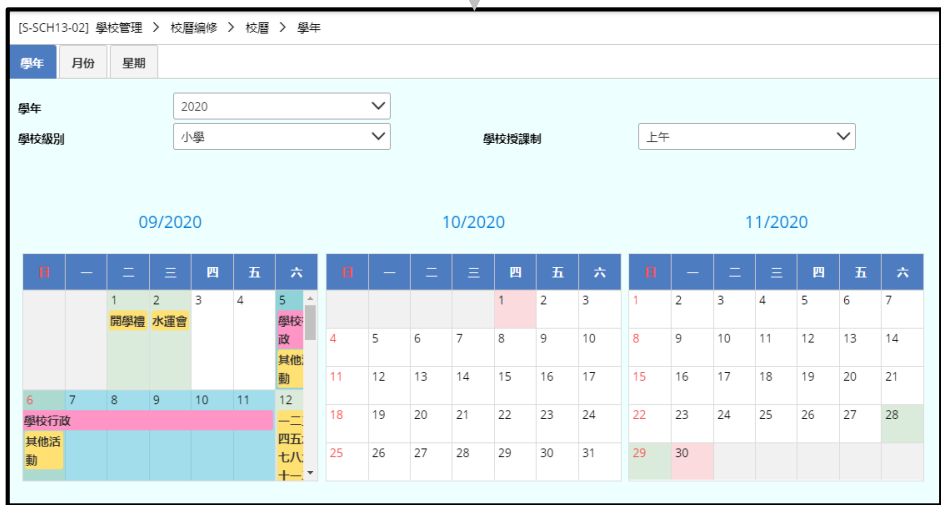 [S-SCH13-02] 學校管理 > 校曆編修 > 校曆 > 學年
學年 月份 星期
學年 2020
學校級別 小學 學校授課制 上午
09/2020 10/2020 11/2020
日 一 二 三 四 五 六 日 一 二 三 四 五 六 日 一 二 三 四 五 六
1 2 3 4 5 1 2 3 1 2 3 4 5 6 7
開學禮 水運會 學校
政
4 5 6 7 8 9 10 8 9 10 11 12 13 14
其他
動
11 12 13 14 15 16 17 15 16 17 18 19 20 21
6 7 8 9 10 11 12
學校行政 一二
18 19 20 21 22 23 24 22 23 24 25 26 27 28
其他活 四五
動 七八
25 26 27 28 29 30 31 29 30
十一